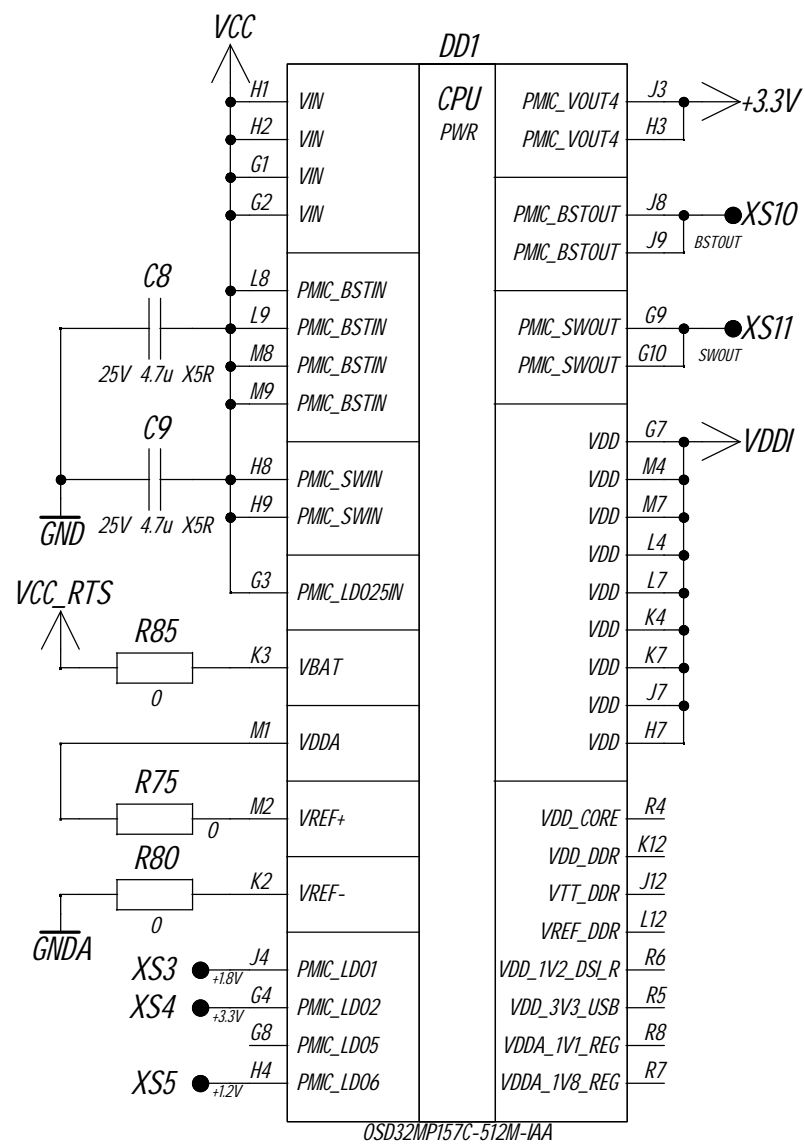 VCC
DD1
H1 VIN CPU PMIC_VOUT4 J3 +3.3V
H2 VIN PWR PMIC_VOUT4 H3
G1 VIN
G2 VIN PMIC_BSTOUT J8 XS10
PMIC_BSTOUT J9 BSTOUT
C8 L8 PMIC_BSTIN
L9 PMIC_BSTIN PMIC_SWOUT G9 XS11
25V 4.7u X5R M8 PMIC_BSTIN PMIC_SWOUT G10 SWOUT
M9 PMIC_BSTIN
C9 VDD G7 VDDI
H8 PMIC_SWIN VDD M4
GND 25V 4.7u X5R H9 PMIC_SWIN VDD M7
VDD L4
VCC_RTS G3 PMIC_LDO25IN VDD L7
R85 VDD K4
K3 VBAT VDD K7
0 VDD J7
M1 VDDA VDD H7
R75
M2 VREF+ VDD_CORE R4
0
R80 VDD_DDR K12
K2 VREF- VTT_DDR J12
GNDA 0 VREF_DDR L12
XS3 +1.8V J4 PMIC_LDO1 VDD_1V2_DSI_R R6
XS4 +3.3V G4 PMIC_LDO2 VDD_3V3_USB R5
G8 PMIC_LDO5 VDDA_1V1_REG R8
XS5 +1.2V H4 PMIC_LDO6 VDDA_1V8_REG R7
OSD32MP157C-512M-IAA